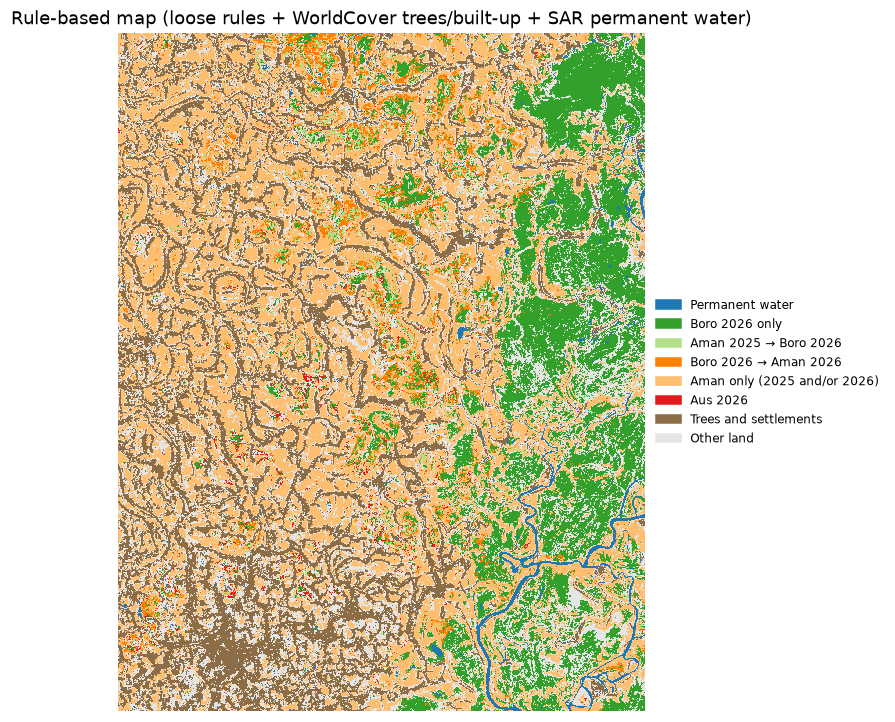 Rule-based map (loose rules + WorldCover trees/built-up + SAR permanent water)
Permanent water
Boro 2026 only
Aman 2025 → Boro 2026
Boro 2026 → Aman 2026
Aman only (2025 and/or 2026)
Aus 2026
Trees and settlements
Other land